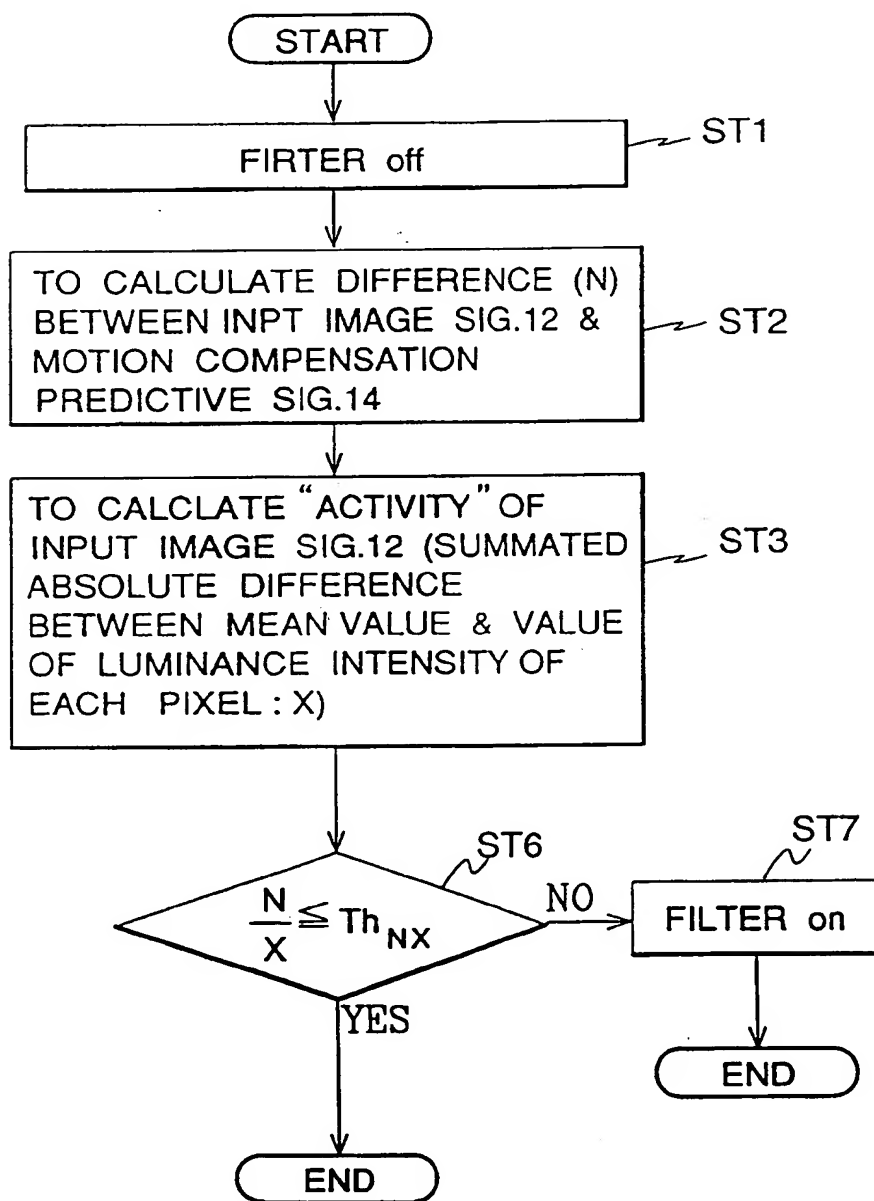 START
FIRTER off
ST1
TO CALCULATE DIFFERENCE (N)
BETWEEN INPT IMAGE SIG.12 &
MOTION COMPENSATION
PREDICTIVE SIG.14
ST2
TO CALCLATE "ACTIVITY" OF
INPUT IMAGE SIG.12 (SUMMATED
ABSOLUTE DIFFERENCE
BETWEEN MEAN VALUE & VALUE
OF LUMINANCE INTENSITY OF
EACH PIXEL : X)
ST3
ST6
N
X
≦ Th NX
NO
ST7
FILTER on
YES
END
END